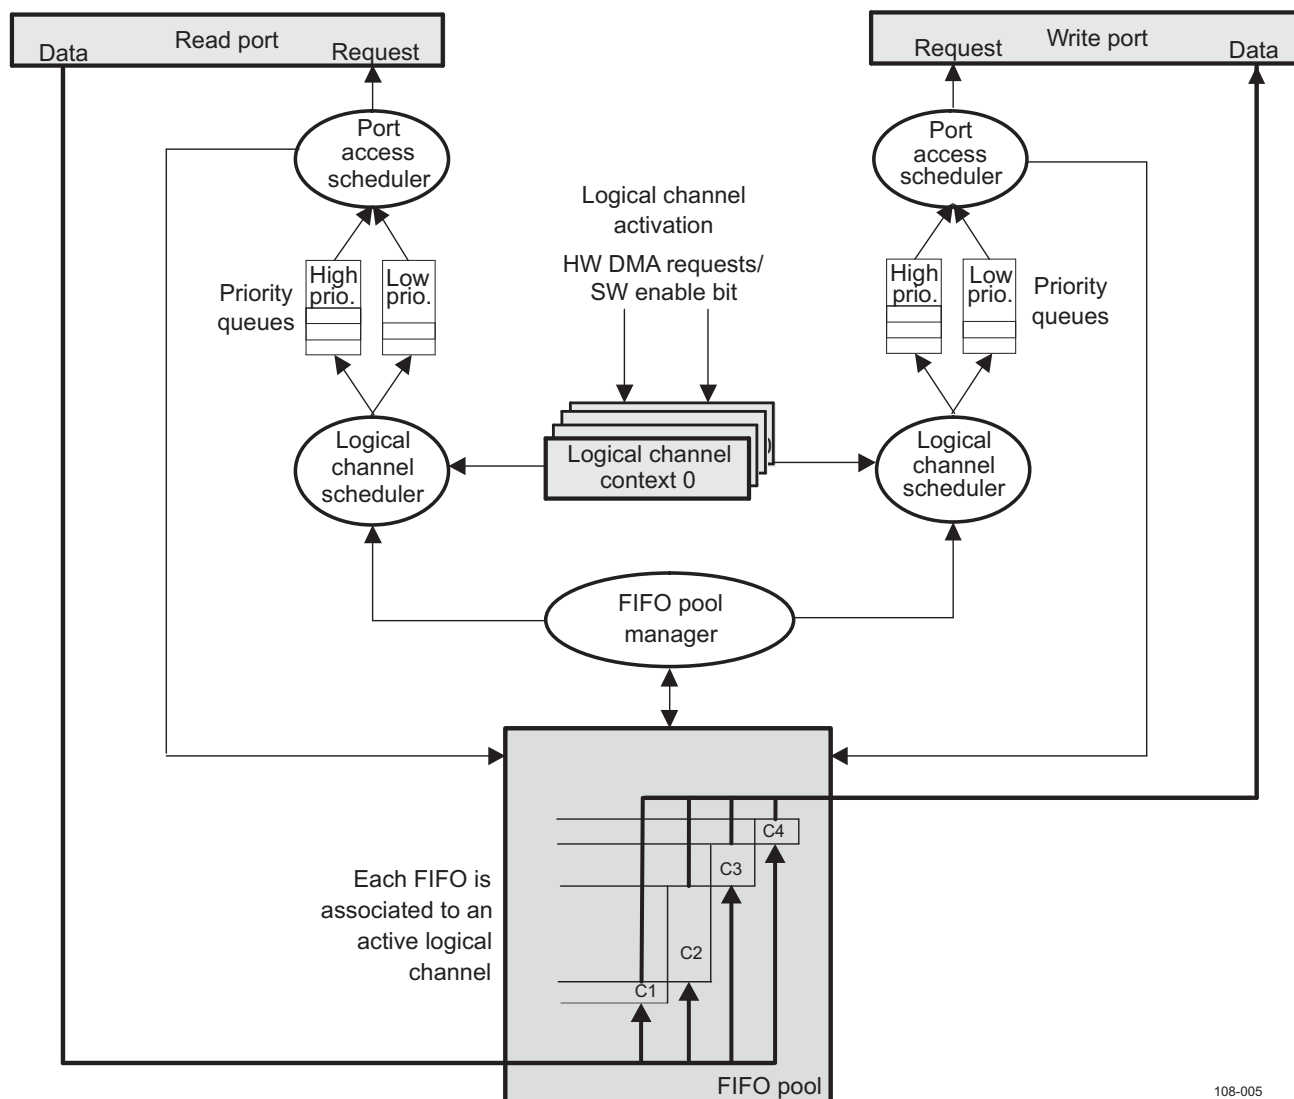 Read port
Data
Request
Write port
Request
Data
Port
access
scheduler
Port
access
scheduler
Logical channel
activation
HW DMA requests/
SW enable bit
Priority
queues
High
prio.
Low
prio.
High
prio.
Low
prio.
Priority
queues
Logical
channel
scheduler
Logical channel
context 0
)
Logical
channel
scheduler
FIFO pool
manager
Each FIFO is
associated to an
active logical
channel
C4
C3
C2
C1
FIFO pool
108-005